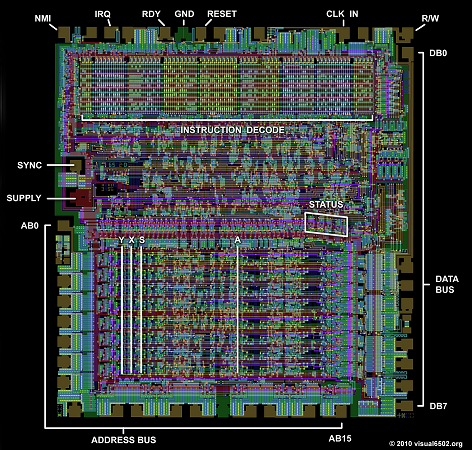 NMI
IRQ
RDY
GND
RESET
CLK IN
R/W
DB0
INSTRUCTION DECODE
SYNC
SUPPLY
STATUS
AB0
Y X S
A
DATA
BUS
DB7
ADDRESS BUS
AB15
© 2010 visual6502.org